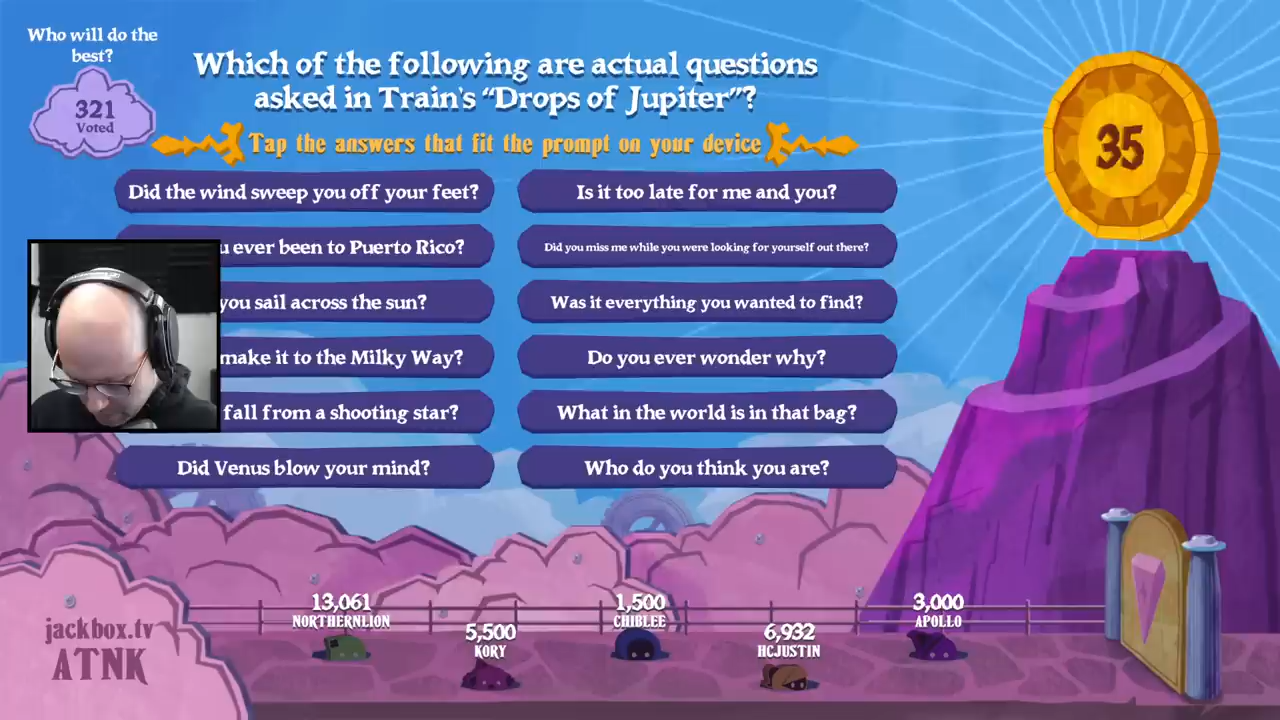 Who will do the
best?
321
Voted
Which of the following are actual questions
asked in Train's "Drops of Jupiter"?
Tap the answers that fit the prompt on your device
35
Did the wind sweep you off your feet?
Is it too late for me and you?
ever been to Puerto Rico?
Did you miss me while you were looking for yourself out there?
you sail across the sun?
Was it everything you wanted to find?
make it to the Milky Way?
Do you ever wonder why?
fall from a shooting star?
What in the world is in that bag?
Did Venus blow your mind?
Who do you think you are?
13,061
NORTHERNLION
5,500
KORY
1,500
CHIBLEE
6,932
HCJUSTIN
3,000
APOLLO
jackbox.tv
ATNK